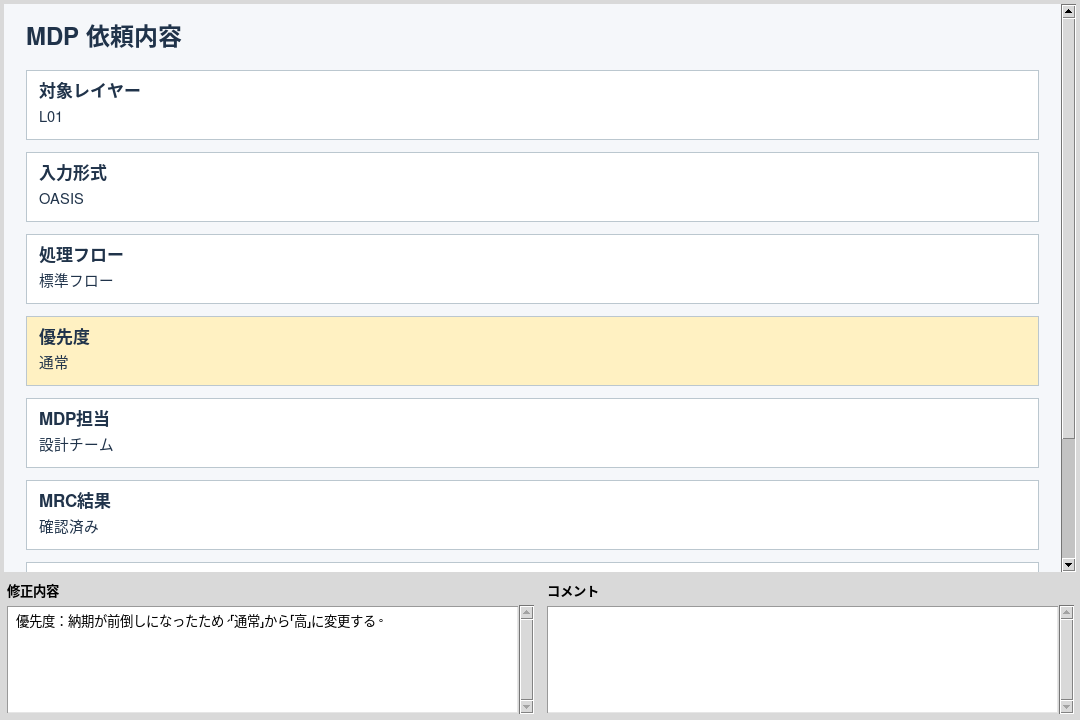 MDP 依頼内容
対象レイヤー
L01
入力形式
OASIS
処理フロー
標準フロー
優先度
通常
MDP担当
設計チーム
MRC結果
確認済み
修正内容
優先度：納期が前倒しになったため、「通常」から「高」に変更する。
コメント